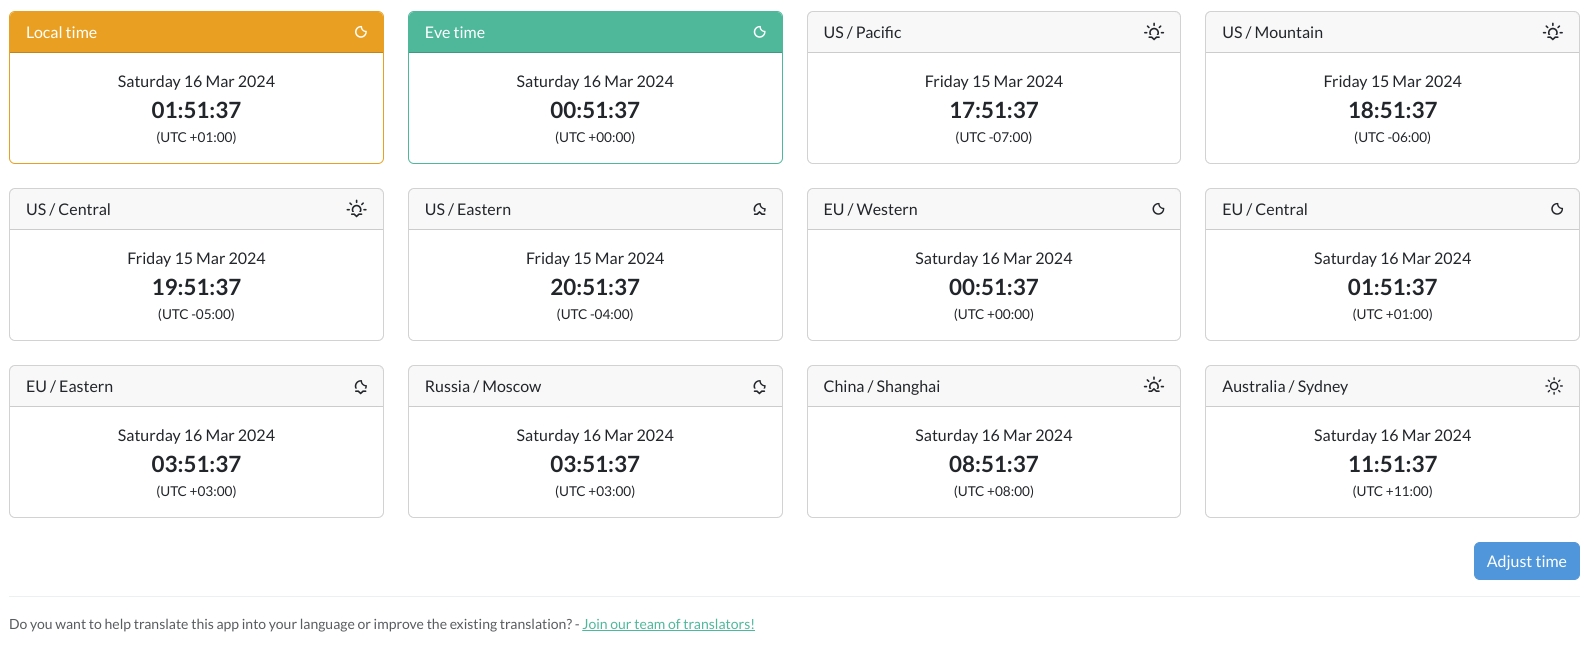 Local time
Saturday 16 Mar 2024
01:51:37
(UTC +01:00)
Eve time
Saturday 16 Mar 2024
00:51:37
(UTC +00:00)
US / Pacific
Friday 15 Mar 2024
17:51:37
(UTC -07:00)
US / Mountain
Friday 15 Mar 2024
18:51:37
(UTC -06:00)
US / Central
Friday 15 Mar 2024
19:51:37
(UTC -05:00)
US / Eastern
Friday 15 Mar 2024
20:51:37
(UTC -04:00)
EU / Western
Saturday 16 Mar 2024
00:51:37
(UTC +00:00)
EU / Central
Saturday 16 Mar 2024
01:51:37
(UTC +01:00)
EU / Eastern
Saturday 16 Mar 2024
03:51:37
(UTC +03:00)
Russia / Moscow
Saturday 16 Mar 2024
03:51:37
(UTC +03:00)
China / Shanghai
Saturday 16 Mar 2024
08:51:37
(UTC +08:00)
Australia / Sydney
Saturday 16 Mar 2024
11:51:37
(UTC +11:00)
Adjust time
Do you want to help translate this app into your language or improve the existing translation? - Join our team of translators!